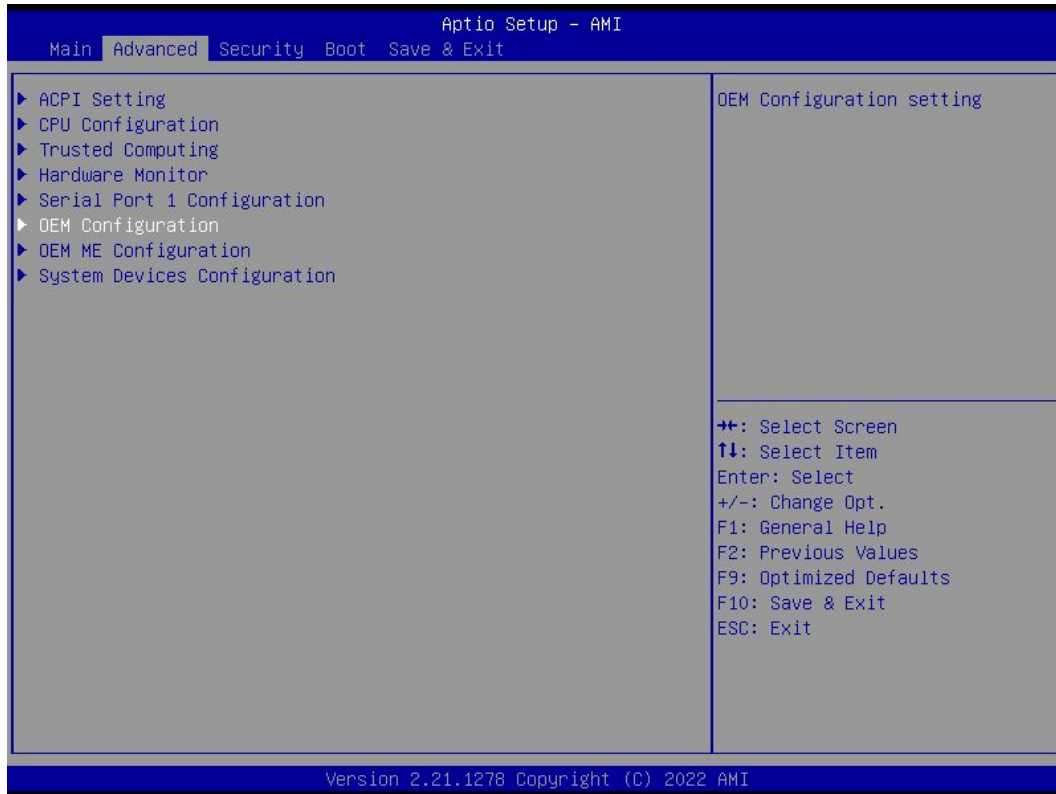 Aptio Setup - AMI
Main Advanced Security Boot Save & Exit
ACPI Setting
CPU Configuration
Trusted Computing
Hardware Monitor
Serial Port 1 Configuration
OEM Configuration
OEM ME Configuration
System Devices Configuration
OEM Configuration setting
→←: Select Screen
↑↓: Select Item
Enter: Select
+/-: Change Opt.
F1: General Help
F2: Previous Values
F9: Optimized Defaults
F10: Save & Exit
ESC: Exit
Version 2.21.1278 Copyright (C) 2022 AMI